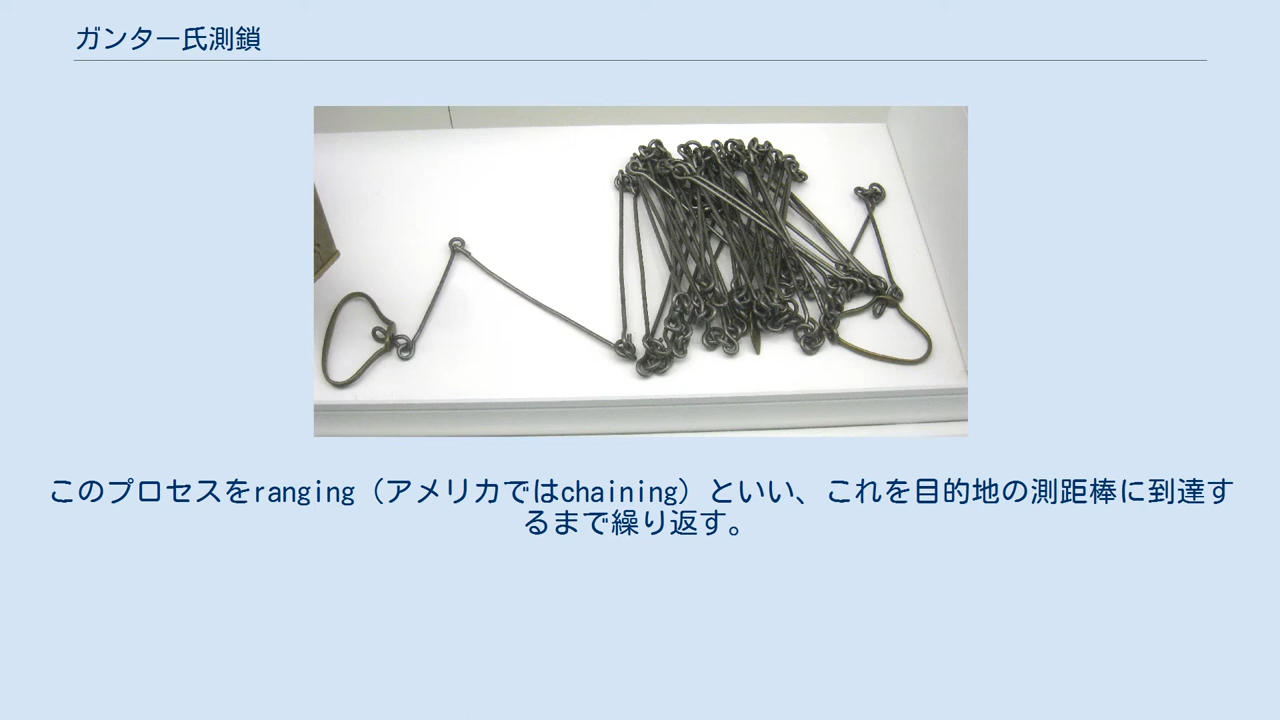 ガンター氏測鎖
このプロセスをranging（アメリカではchaining）といい、これを目的地の測距棒に到達す
るまで繰り返す。